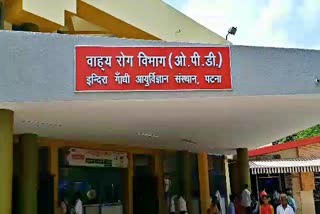 वाह्य रोग विभाग (ओ.पी.डी.)
इन्दिरा गाँधी आयुर्विज्ञान संस्थान, पटना